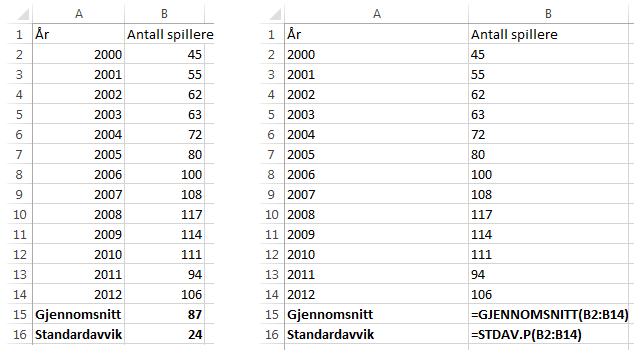 A B
1 År Antall spillere
2 2000 45
3 2001 55
4 2002 62
5 2003 63
6 2004 72
7 2005 80
8 2006 100
9 2007 108
10 2008 117
11 2009 114
12 2010 111
13 2011 94
14 2012 106
15 Gjennomsnitt 87
16 Standardavvik 24
A B
1 År Antall spillere
2 2000 45
3 2001 55
4 2002 62
5 2003 63
6 2004 72
7 2005 80
8 2006 100
9 2007 108
10 2008 117
11 2009 114
12 2010 111
13 2011 94
14 2012 106
15 Gjennomsnitt =GJENNOMSNITT(B2:B14)
16 Standardavvik =STDAV.P(B2:B14)